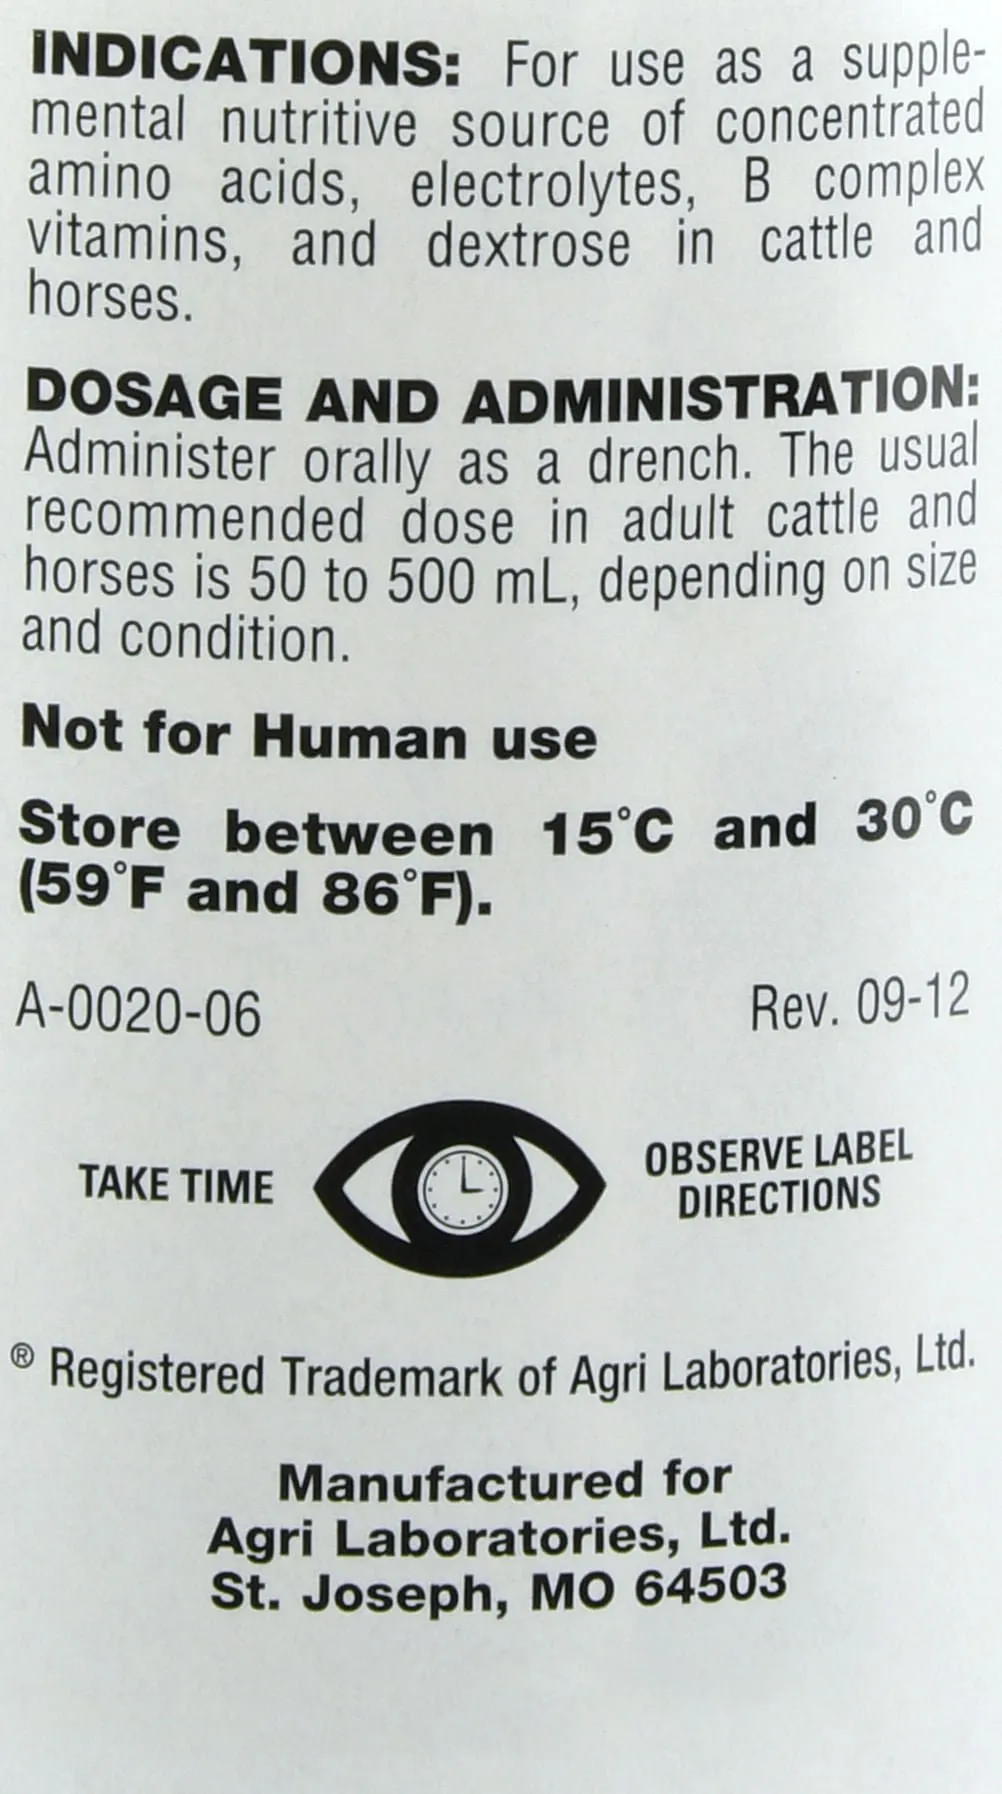 INDICATIONS: For use as a supple-
mental nutritive source of concentrated
amino acids, electrolytes, B complex
vitamins, and dextrose in cattle and
horses.
DOSAGE AND ADMINISTRATION:
Administer orally as a drench. The usual
recommended dose in adult cattle and
horses is 50 to 500 mL, depending on size
and condition.
Not for Human use
Store between 15°C and 30°C
(59°F and 86°F).
A-0020-06 Rev. 09-12
TAKE TIME OBSERVE LABEL
DIRECTIONS
® Registered Trademark of Agri Laboratories, Ltd.
Manufactured for
Agri Laboratories, Ltd.
St. Joseph, MO 64503